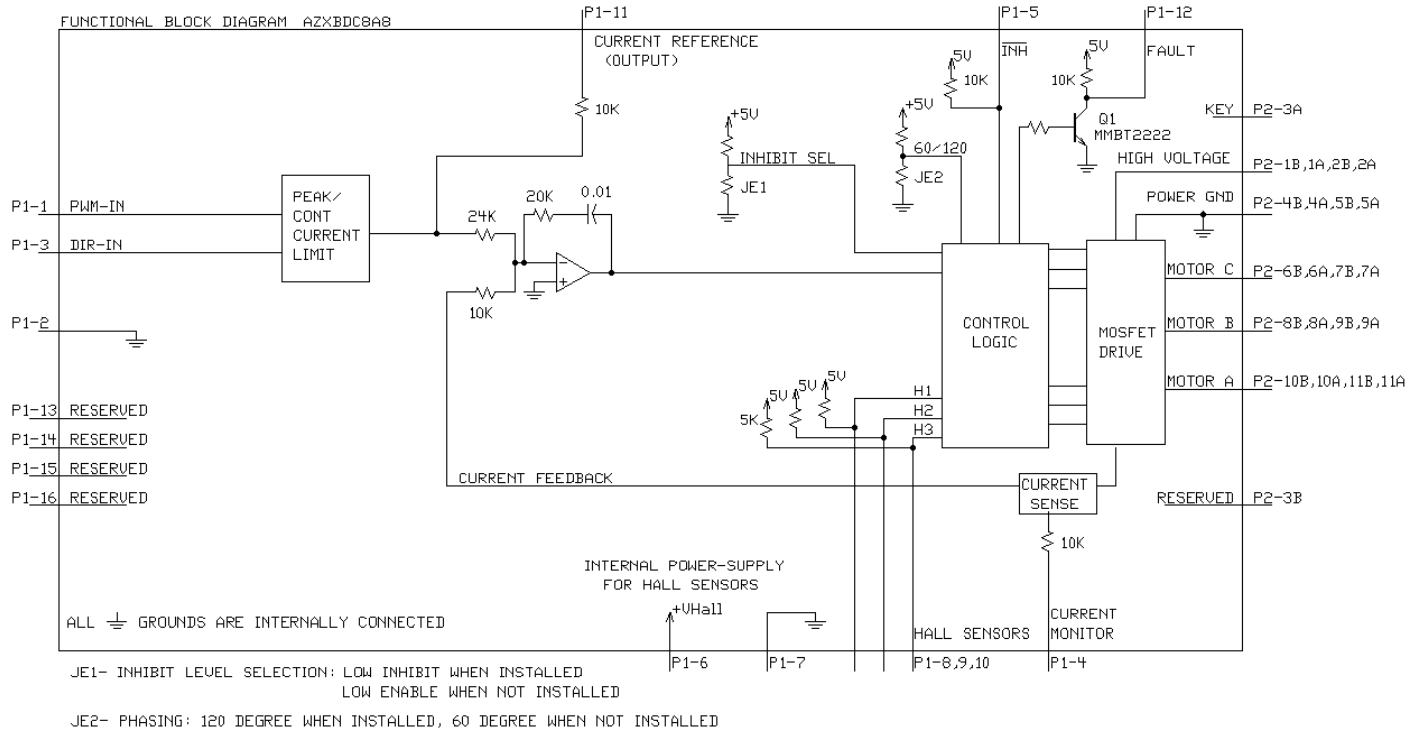 FUNCTIONAL BLOCK DIAGRAM AZXBDC8A8
P1-11
P1-5
P1-12
CURRENT REFERENCE
(OUTPUT)
INH
FAULT
5V
5V
10K
10K
10K
+5V
+5V
KEY
P2-3A
Q1
MMBT2222
60/120
INHIBIT SEL
JE1
JE2
HIGH VOLTAGE
P2-1B,1A,2B,2A
POWER GND
P2-4B,4A,5B,5A
P1-1
PWM-IN
P1-3
DIR-IN
PEAK/
CONT
CURRENT
LIMIT
24K
20K
0.01
10K
MOTOR C
P2-6B,6A,7B,7A
P1-2
CONTROL
LOGIC
MOSFET
DRIVE
MOTOR B
P2-8B,8A,9B,9A
MOTOR A
P2-10B,10A,11B,11A
5V
5V
5V
5K
H1
H2
H3
P1-13
RESERVED
P1-14
RESERVED
P1-15
RESERVED
P1-16
RESERVED
CURRENT FEEDBACK
CURRENT
SENSE
RESERVED
P2-3B
10K
INTERNAL POWER-SUPPLY
FOR HALL SENSORS
+VHall
ALL GROUNDS ARE INTERNALLY CONNECTED
HALL SENSORS
CURRENT
MONITOR
P1-6
P1-7
P1-8,9,10
P1-4
JE1- INHIBIT LEVEL SELECTION: LOW INHIBIT WHEN INSTALLED
LOW ENABLE WHEN NOT INSTALLED
JE2- PHASING: 120 DEGREE WHEN INSTALLED, 60 DEGREE WHEN NOT INSTALLED